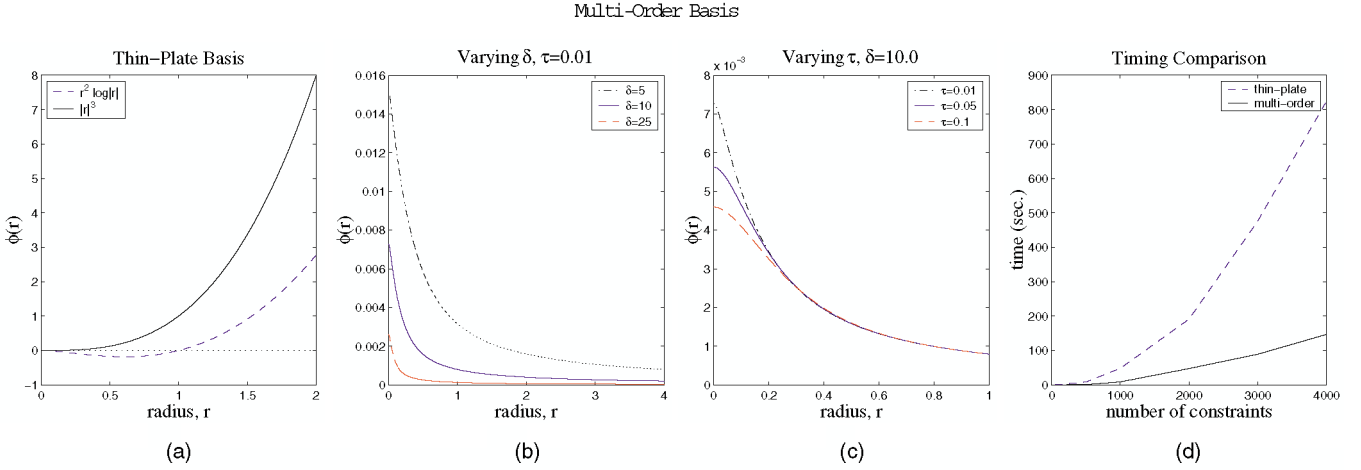 Multi-Order Basis
Thin–Plate Basis
r² log|r|
|r|³
8
7
6
5
4
3
2
1
0
−1
ϕ(r)
0
0.5
1
1.5
2
radius, r
(a)
Varying δ, τ=0.01
δ=5
δ=10
δ=25
0.016
0.014
0.012
0.01
0.008
0.006
0.004
0.002
0
ϕ(r)
0
1
2
3
4
radius, r
(b)
Varying τ, δ=10.0
x 10⁻³
τ=0.01
τ=0.05
τ=0.1
8
7
6
5
4
3
2
1
0
ϕ(r)
0
0.2
0.4
0.6
0.8
1
radius, r
(c)
Timing Comparison
thin–plate
multi–order
900
800
700
600
500
400
300
200
100
0
time (sec.)
0
1000
2000
3000
4000
number of constraints
(d)